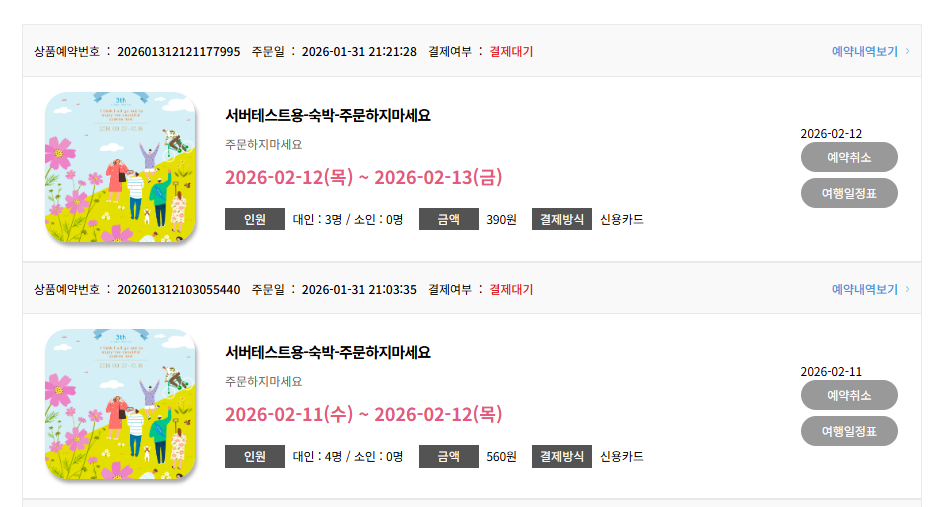 상품예약번호 : 202601312121177995 주문일 : 2026-01-31 21:21:28 결제여부 : 결제대기 예약내역보기 >
3th
서버테스트용-숙박-주문하지마세요
주문하지마세요
2026-02-12(목) ~ 2026-02-13(금)
인원 대인 : 3명 / 소인 : 0명 금액 390원 결제방식 신용카드
2026-02-12
예약취소
여행일정표
상품예약번호 : 202601312103055440 주문일 : 2026-01-31 21:03:35 결제여부 : 결제대기 예약내역보기 >
3th
서버테스트용-숙박-주문하지마세요
주문하지마세요
2026-02-11(수) ~ 2026-02-12(목)
인원 대인 : 4명 / 소인 : 0명 금액 560원 결제방식 신용카드
2026-02-11
예약취소
여행일정표